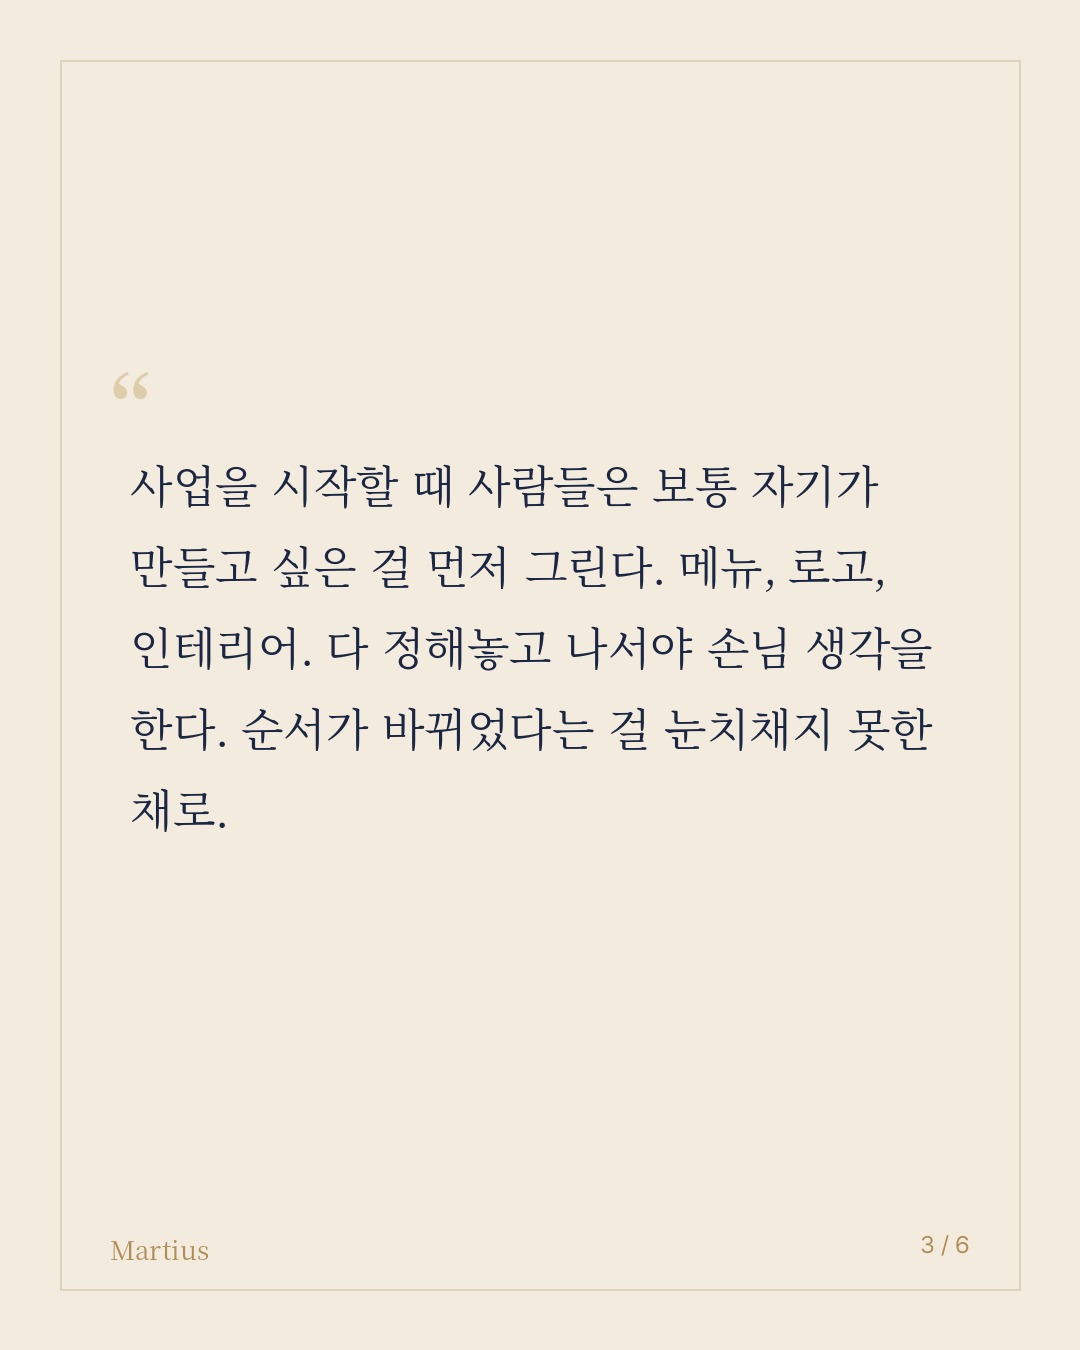 “
사업을 시작할 때 사람들은 보통 자기가
만들고 싶은 걸 먼저 그린다. 메뉴, 로고,
인테리어. 다 정해놓고 나서야 손님 생각을
한다. 순서가 바뀌었다는 걸 눈치채지 못한
채로.
Martius
3 / 6